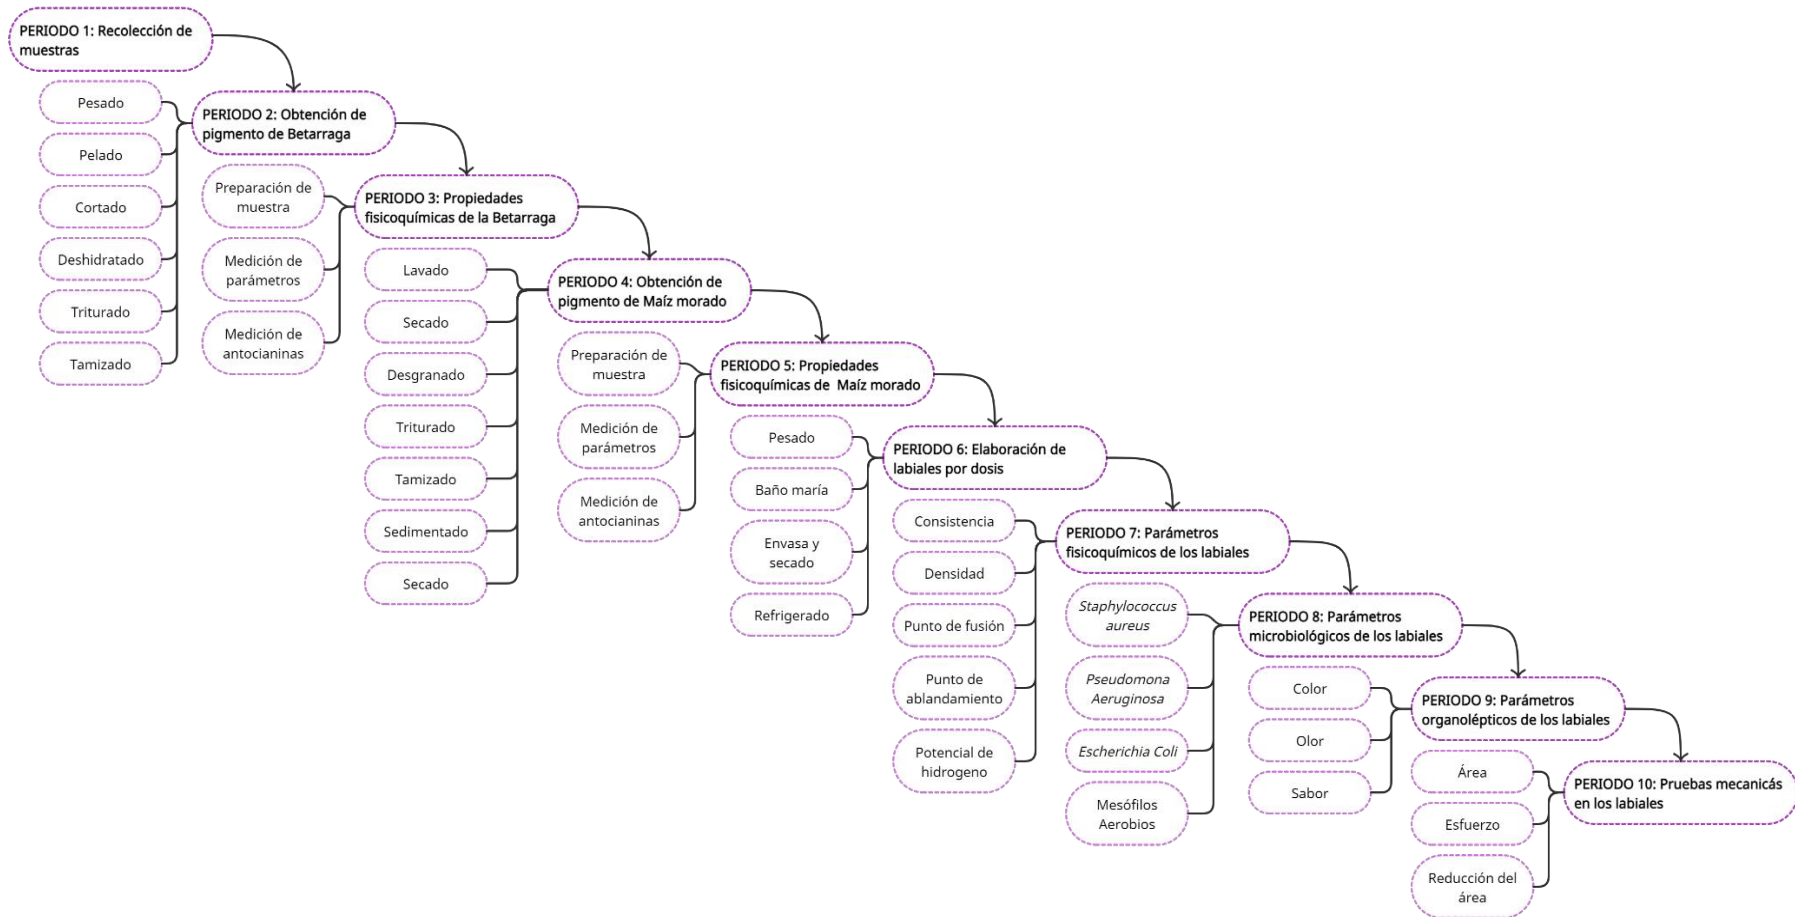 PERIODO 1: Recolección de
muestras
PERIODO 2: Obtención de
pigmento de Betarraga
Pesado
Pelado
Cortado
Deshidratado
Triturado
Tamizado
PERIODO 3: Propiedades
fisicoquímicas de la Betarraga
Preparación de
muestra
Medición de
parámetros
Medición de
antocianinas
PERIODO 4: Obtención de
pigmento de Maíz morado
Lavado
Secado
Desgranado
Triturado
Tamizado
Sedimentado
Secado
PERIODO 5: Propiedades
fisicoquímicas de Maíz morado
Preparación de
muestra
Medición de
parámetros
Medición de
antocianinas
PERIODO 6: Elaboración de
labiales por dosis
Pesado
Baño maría
Envasa y
secado
Refrigerado
PERIODO 7: Parámetros
fisicoquímicos de los labiales
Consistencia
Densidad
Punto de fusión
Punto de
ablandamiento
Potencial de
hidrogeno
PERIODO 8: Parámetros
microbiológicos de los labiales
Staphylococcus
aureus
Pseudomona
Aeruginosa
Escherichia Coli
Mesófilos
Aerobios
PERIODO 9: Parámetros
organolépticos de los labiales
Color
Olor
Sabor
PERIODO 10: Pruebas mecanicás
en los labiales
Área
Esfuerzo
Reducción del
área